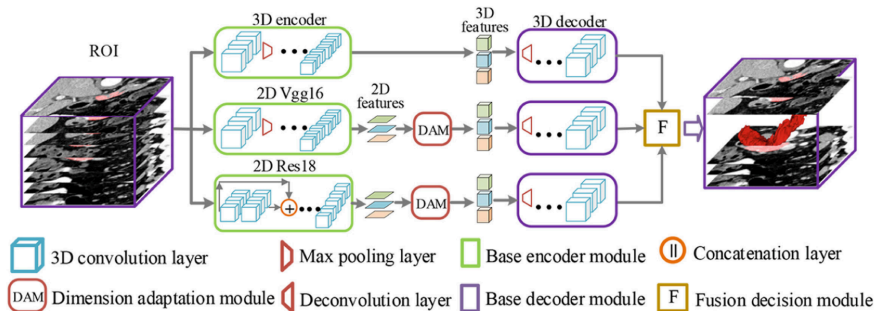 ROI
3D encoder
3D features
3D decoder
2D Vgg16
2D features
DAM
F
2D Res18
+
DAM
3D convolution layer
Max pooling layer
Base encoder module
Concatenation layer
DAM Dimension adaptation module
Deconvolution layer
Base decoder module
F Fusion decision module